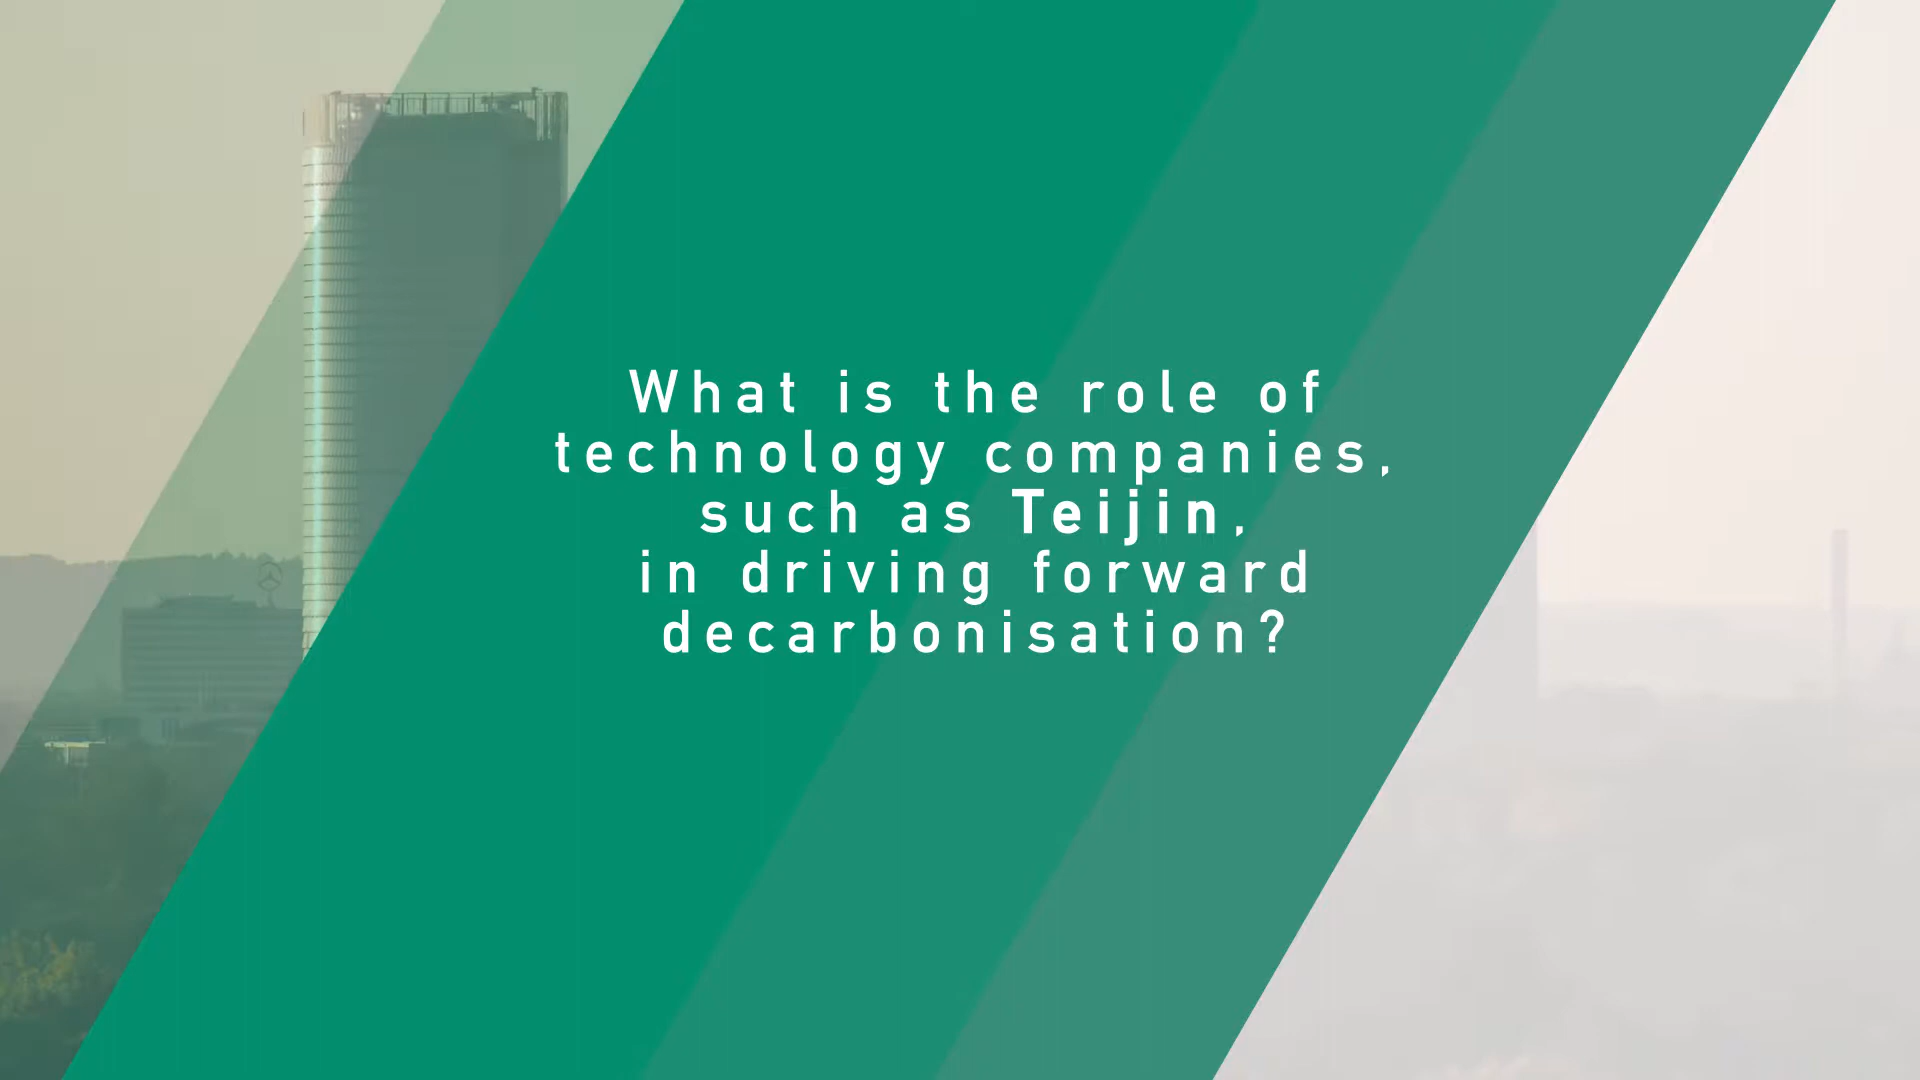 What is the role of
technology companies,
such as Teijin,
in driving forward
decarbonisation?